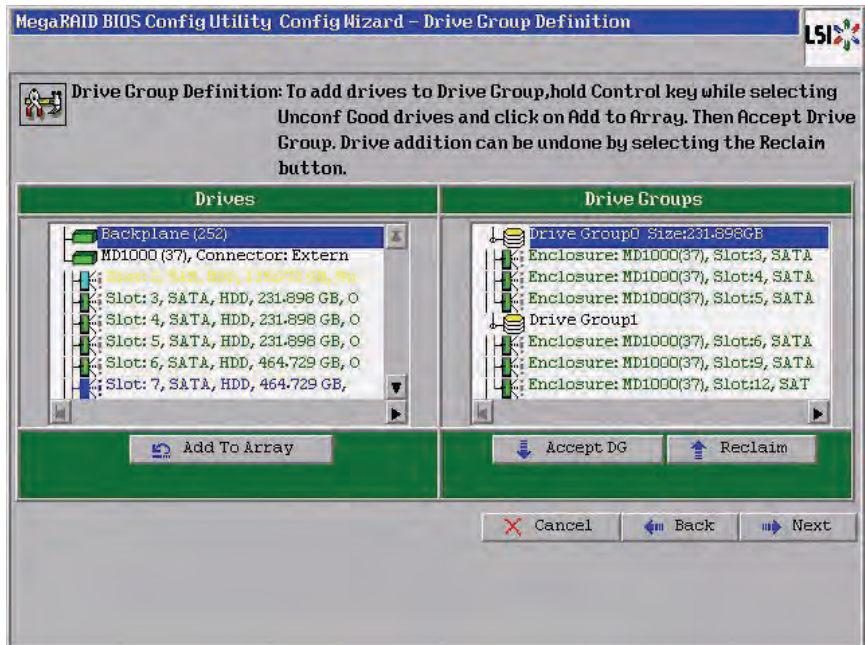 MegaRAID BIOS Config Utility Config Wizard – Drive Group Definition
LSI
Drive Group Definition: To add drives to Drive Group,hold Control key while selecting
Unconf Good drives and click on Add to Array. Then Accept Drive
Group. Drive addition can be undone by selecting the Reclaim
button.
Drives
Backplane (252)
MD1000 (37), Connector: Extern
Slot: 3, SATA, HDD, 231.898 GB, O
Slot: 4, SATA, HDD, 231.898 GB, O
Slot: 5, SATA, HDD, 231.898 GB, O
Slot: 6, SATA, HDD, 464.729 GB, O
Slot: 7, SATA, HDD, 464.729 GB,
Add To Array
Drive Groups
Drive Group0 Size:231.898GB
Enclosure: MD1000(37), Slot:3, SATA
Enclosure: MD1000(37), Slot:4, SATA
Enclosure: MD1000(37), Slot:5, SATA
Drive Group1
Enclosure: MD1000(37), Slot:6, SATA
Enclosure: MD1000(37), Slot:9, SATA
Enclosure: MD1000(37), Slot:12, SAT
Accept DG
Reclaim
Cancel
Back
Next